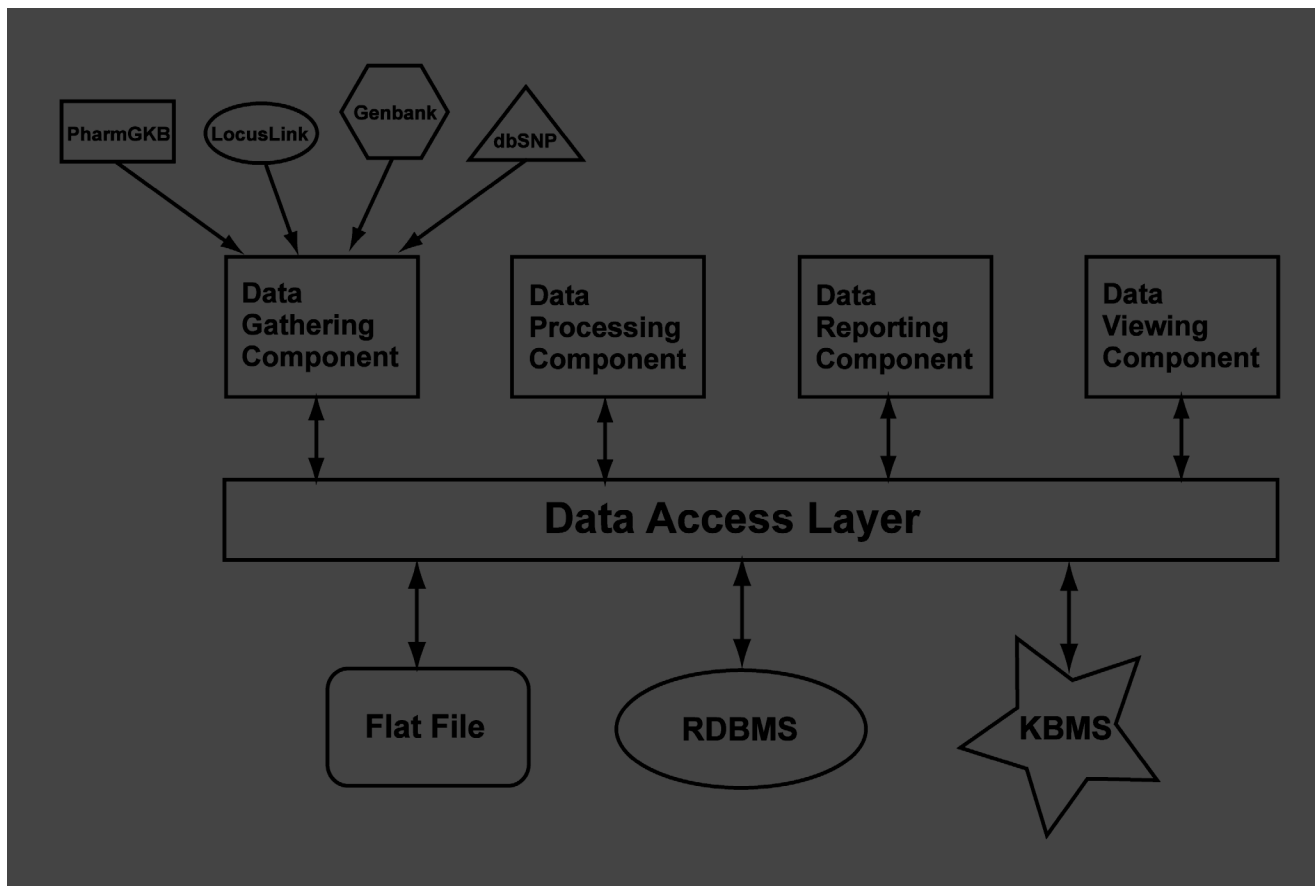 PharmGKB
LocusLink
Genbank
dbSNP
Data
Gathering
Component
Data
Processing
Component
Data
Reporting
Component
Data
Viewing
Component
Data Access Layer
Flat File
RDBMS
KBMS